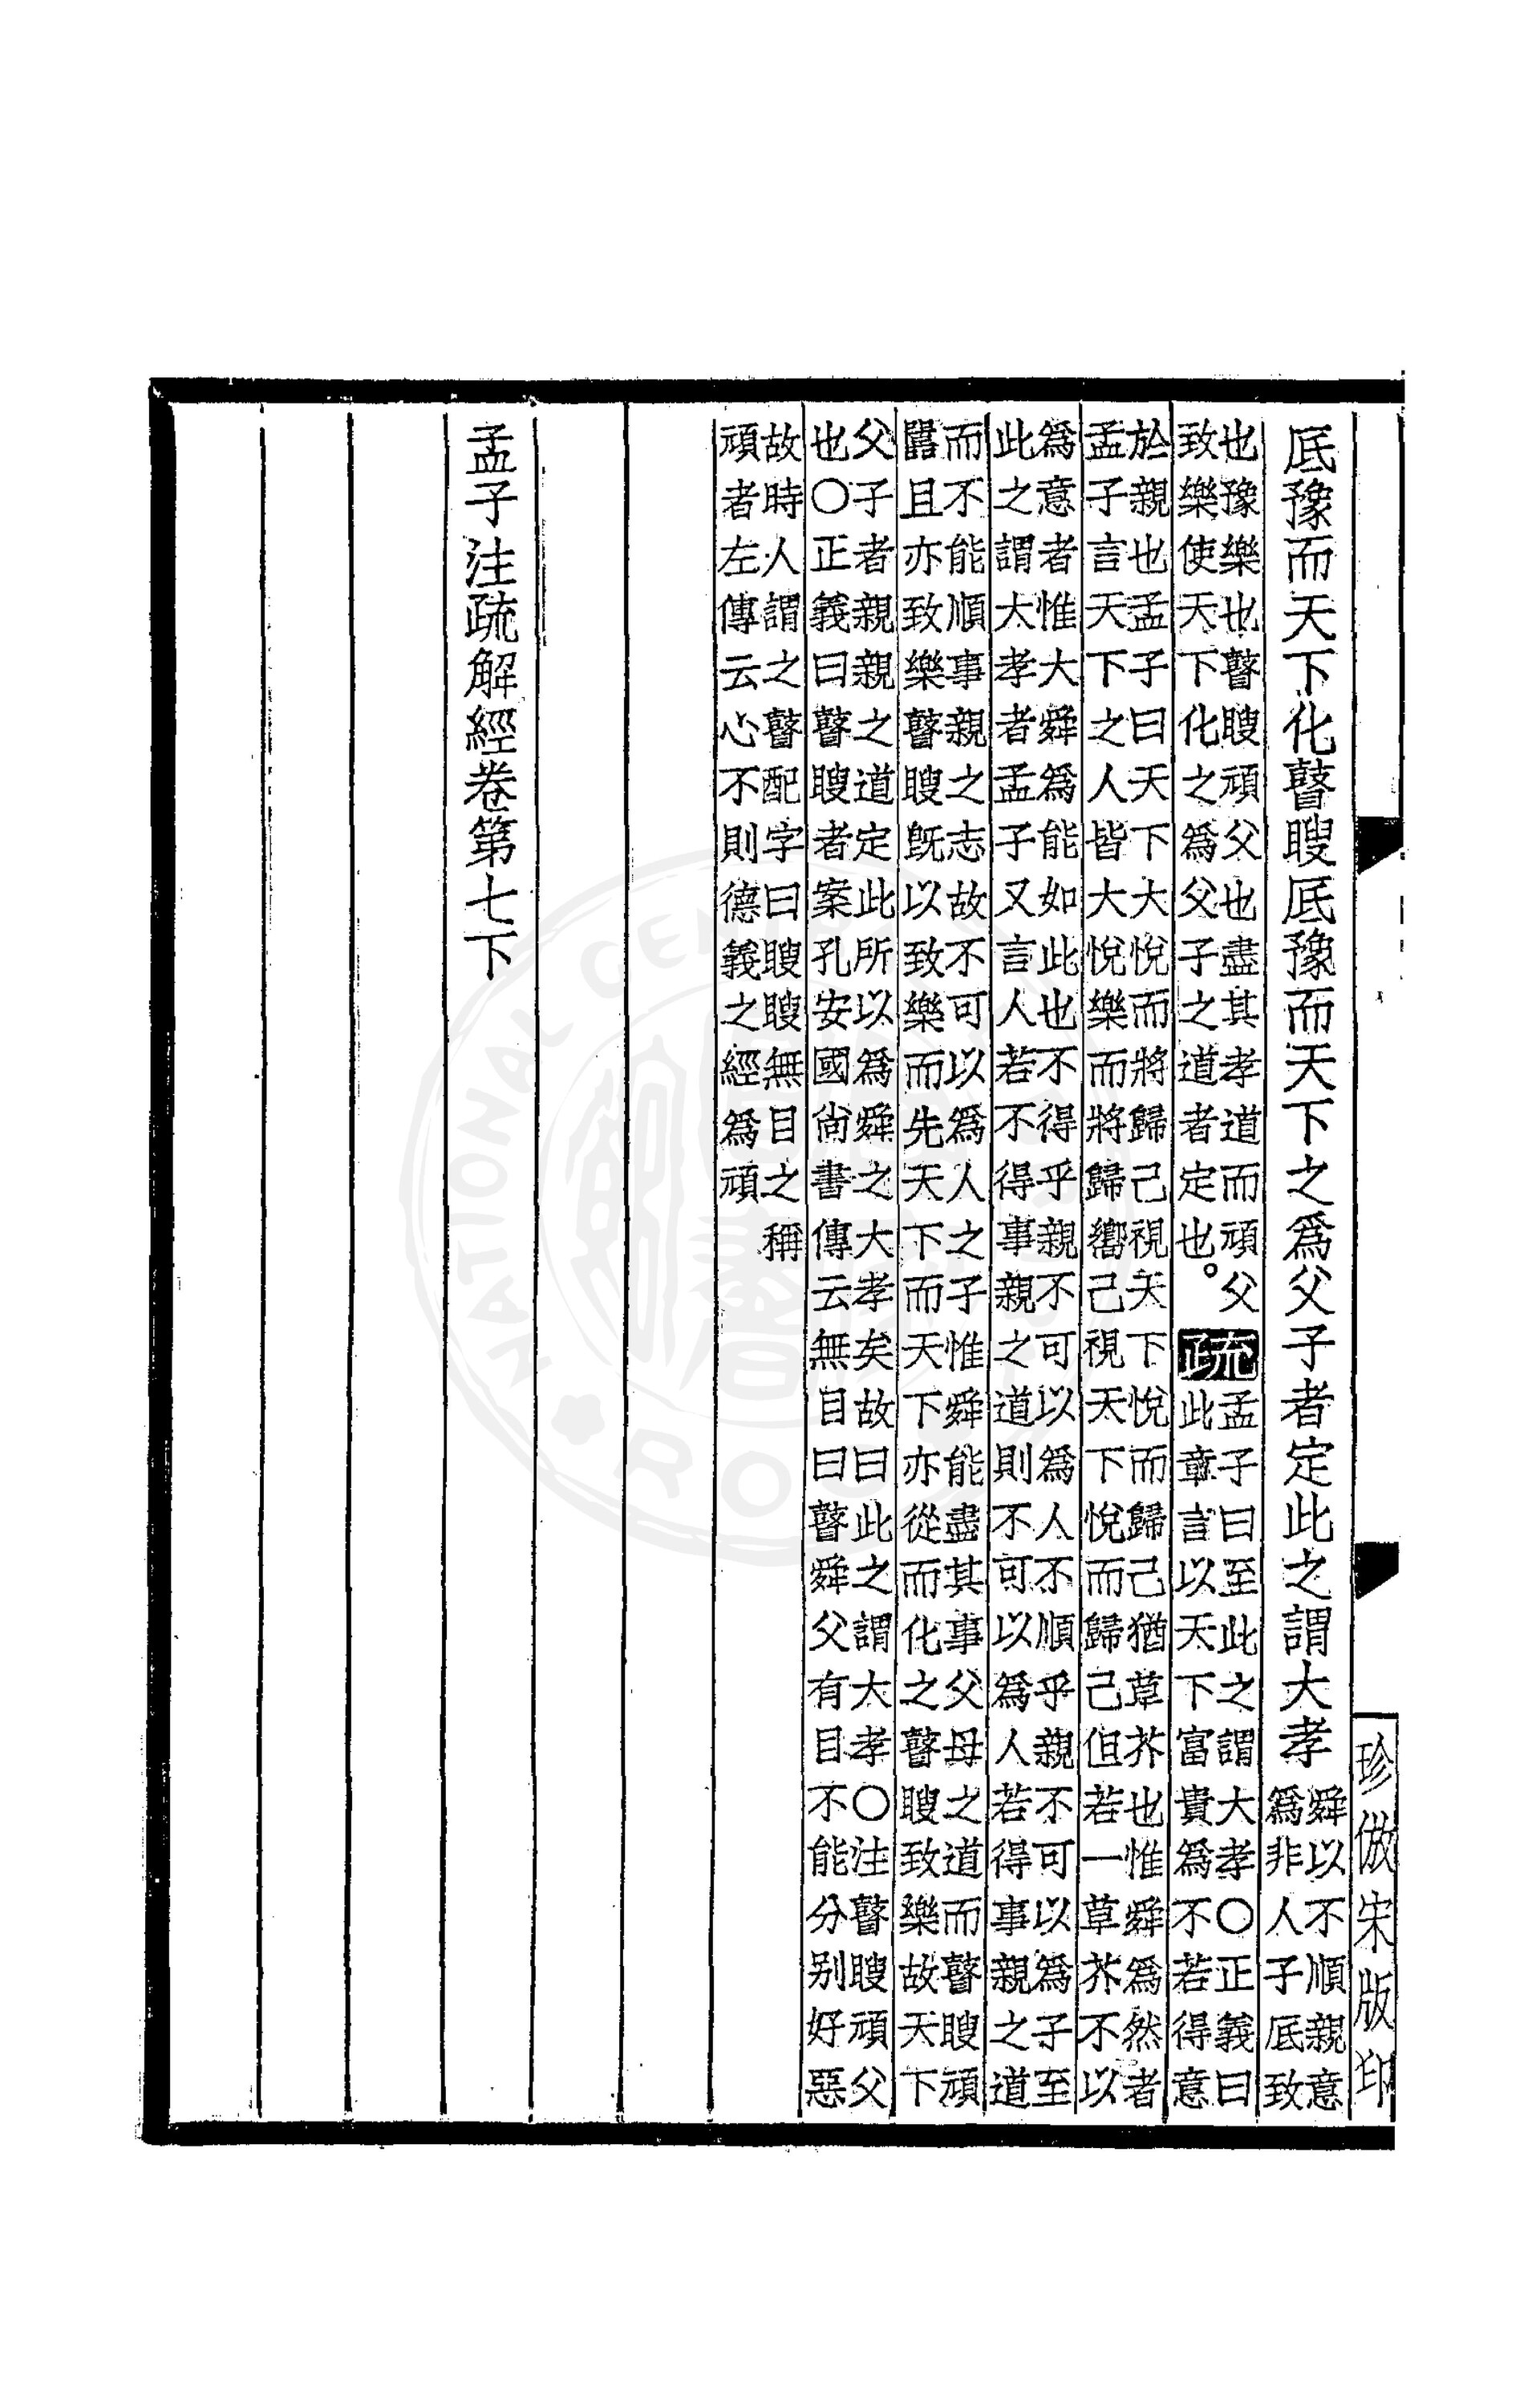 珍倣宋版印
厎豫而天下化瞽瞍厎豫而天下之爲父子者定此之謂大孝
舜以不順親意
爲非人子厎致
也豫樂也瞽瞍頑父也盡其孝道而頑父
致樂使天下化之爲父子之道者定也。
疏
孟子曰至此之謂大孝○正義曰
此章言以天下富貴爲不若得意
於親也孟子曰天下大悅而將歸己視天下悅而歸己猶草芥也惟舜爲然者
孟子言天下之人皆大悅樂而將歸嚮己視天下悅而歸己但若一草芥不以
爲意者惟大舜爲能如此也不得乎親不可以爲人不順乎親不可以爲子至
此之謂大孝者孟子又言人若不得事親之道則不可以爲人若得事親之道
而不能順事親之志故不可以爲人之子惟舜能盡其事父母之道而瞽瞍頑
嚚且亦致樂瞽瞍旣以致樂而先天下而天下亦從而化之瞽瞍致樂故天下
父子者親親之道定此所以爲舜之大孝矣故曰此之謂大孝○注瞽瞍頑父
也○正義曰瞽瞍者案孔安國尚書傳云無目曰瞽舜父有目不能分别好惡
故時人謂之瞽配字曰瞍瞍無目之稱
頑者左傳云心不則德義之經爲頑
孟子注疏解經卷第七下